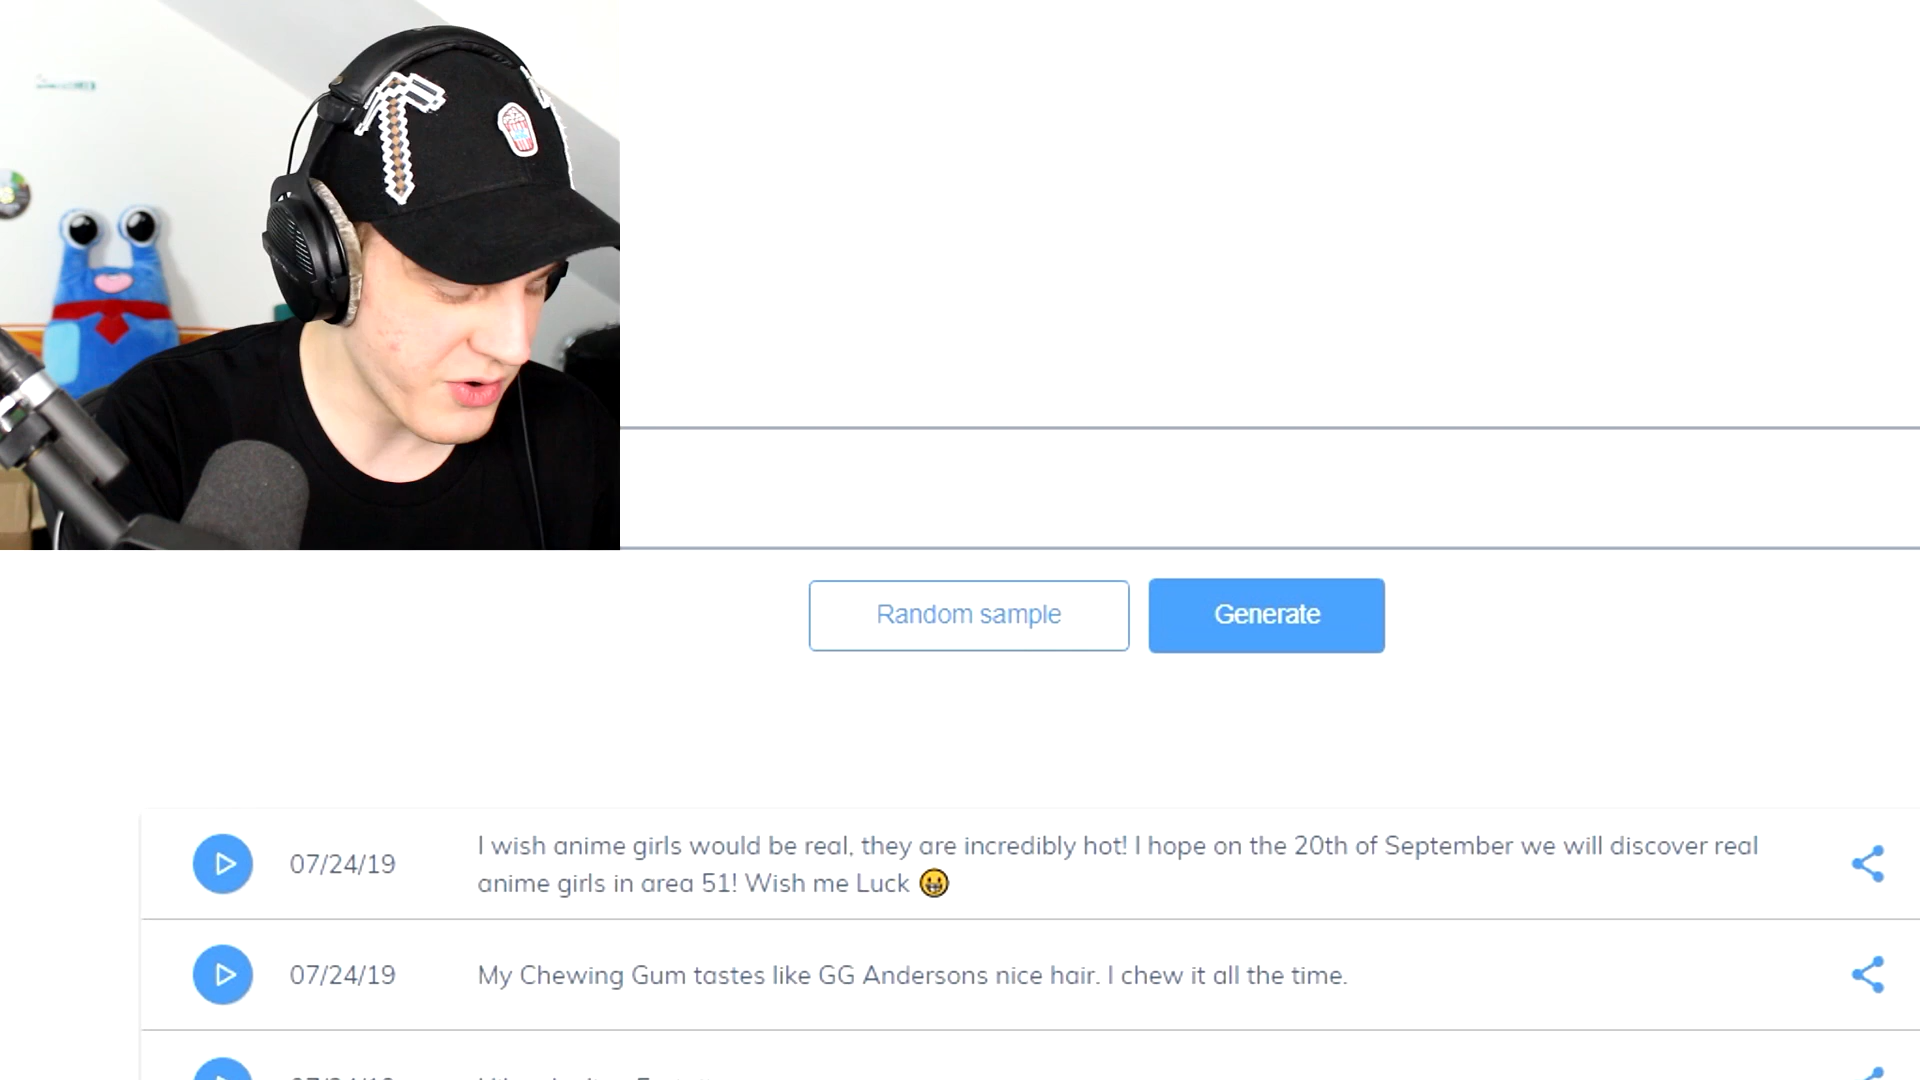 Random sample
Generate
07/24/19
I wish anime girls would be real, they are incredibly hot! I hope on the 20th of September we will discover real
anime girls in area 51! Wish me Luck 😀
07/24/19
My Chewing Gum tastes like GG Andersons nice hair. I chew it all the time.